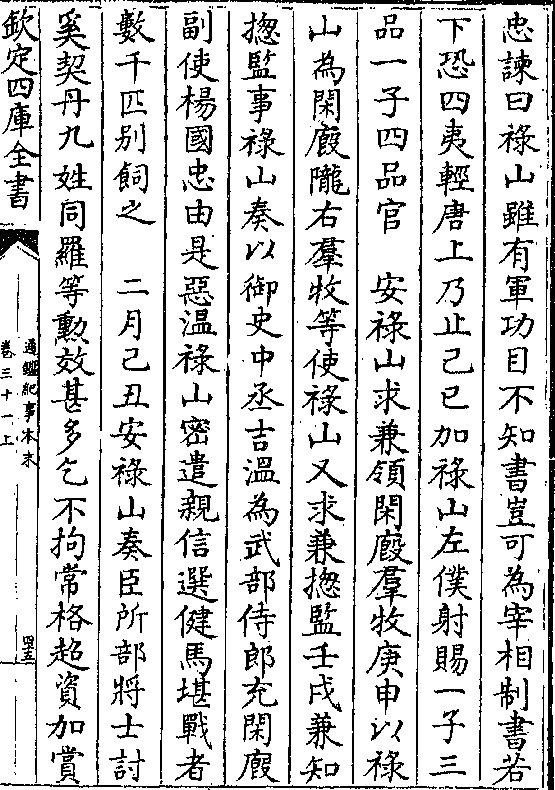 忠諫曰祿山雖有軍功目不知書豈可為宰相制書若
下恐四夷輕唐上乃止己巳加祿山左僕射賜一子三
品一子四品官　安祿山求兼領閑廄羣牧庚申以祿
山為閑廄隴右羣牧等使祿山又求兼揔監壬戌兼知
揔監事祿山奏以御史中丞吉溫為武部侍郎充閑廄
副使楊國忠由是惡溫祿山密遣親信選健馬堪戰者
數千匹别飼之　二月己丑安祿山奏臣所部將士討
奚契丹九姓同羅等勲效甚多乞不拘常格超資加賞
欽定四庫全書
通鑑紀事本末
卷三十一上
四五